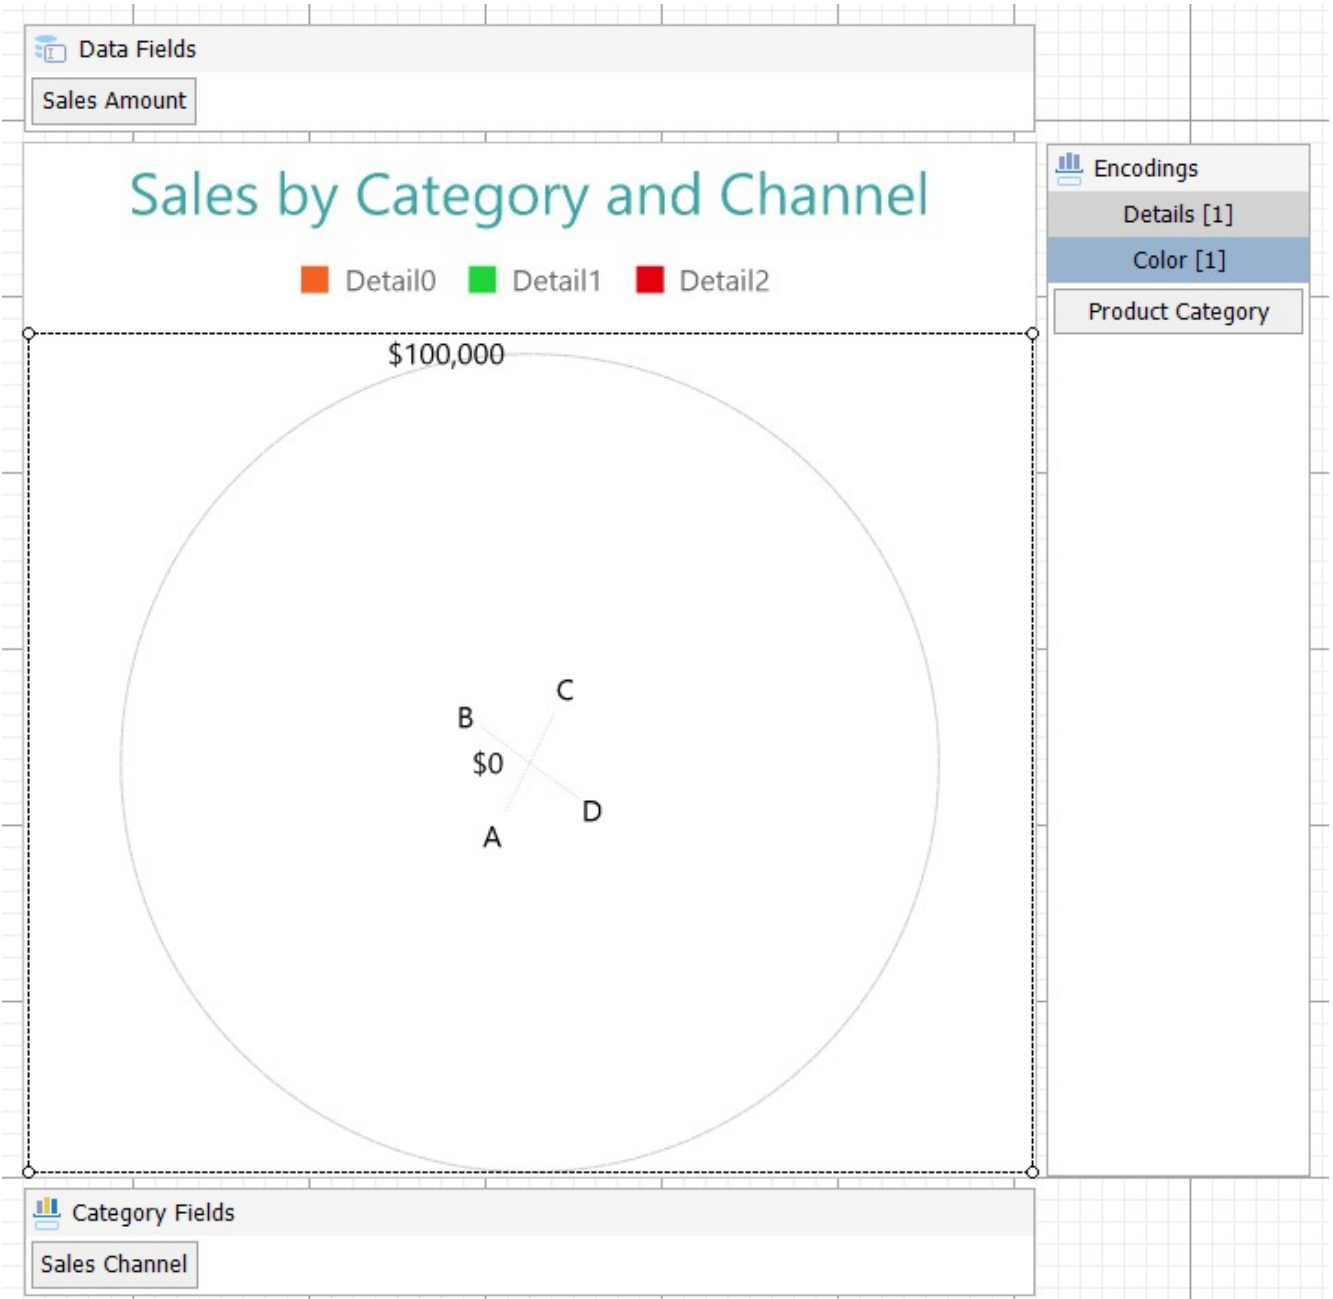 Data Fields
Sales Amount
Sales by Category and Channel
Detail0 Detail1 Detail2
Encodings
Details [1]
Color [1]
Product Category
$100,000
C
B
$0
D
A
Category Fields
Sales Channel